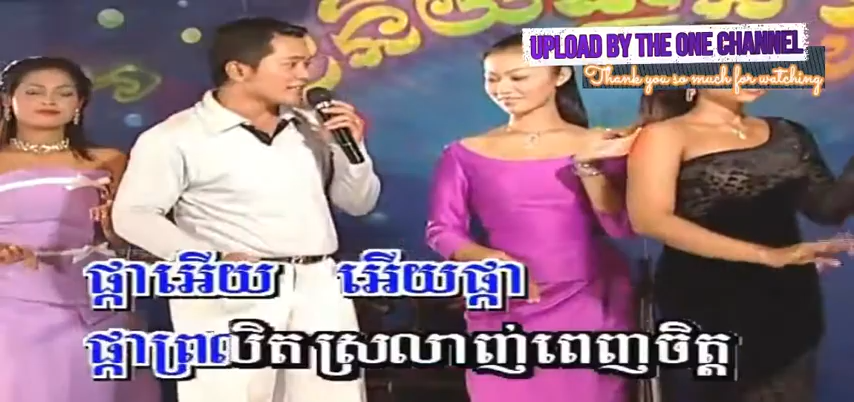 UPLOAD BY THE ONE CHANNEL
Thank you so much for watching
ផ្កាអើយ អើយផ្កា
ផ្កាព្រលិតស្រលាញ់ពេញចិត្ត